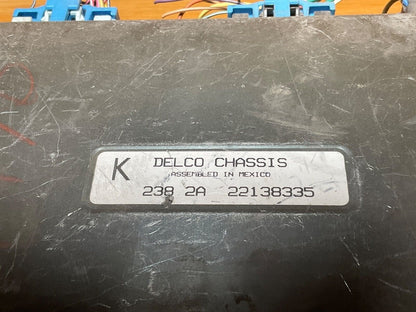 K DELCO CHASSIS
ASSEMBLED IN MEXICO
238 2A 22138335